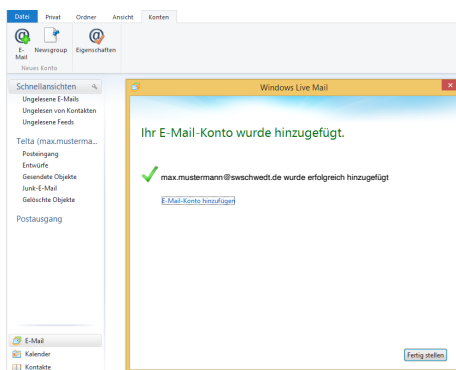 Datei Privat Ordner Ansicht Konten
E-Mail Newsgroup Eigenschaften
Neues Konto
Schnellansichten
Ungelesene E-Mails
Ungelesen von Kontakten
Ungelesene Feeds
Telta (max.musterma...
Posteingang
Entwürfe
Gesendete Objekte
Junk-E-Mail
Gelöschte Objekte
Postausgang
E-Mail
Kalender
Kontakte
Windows Live Mail
Ihr E-Mail-Konto wurde hinzugefügt.
max.mustermann@swschwedt.de wurde erfolgreich hinzugefügt
E-Mail-Konto hinzufügen
Fertig stellen